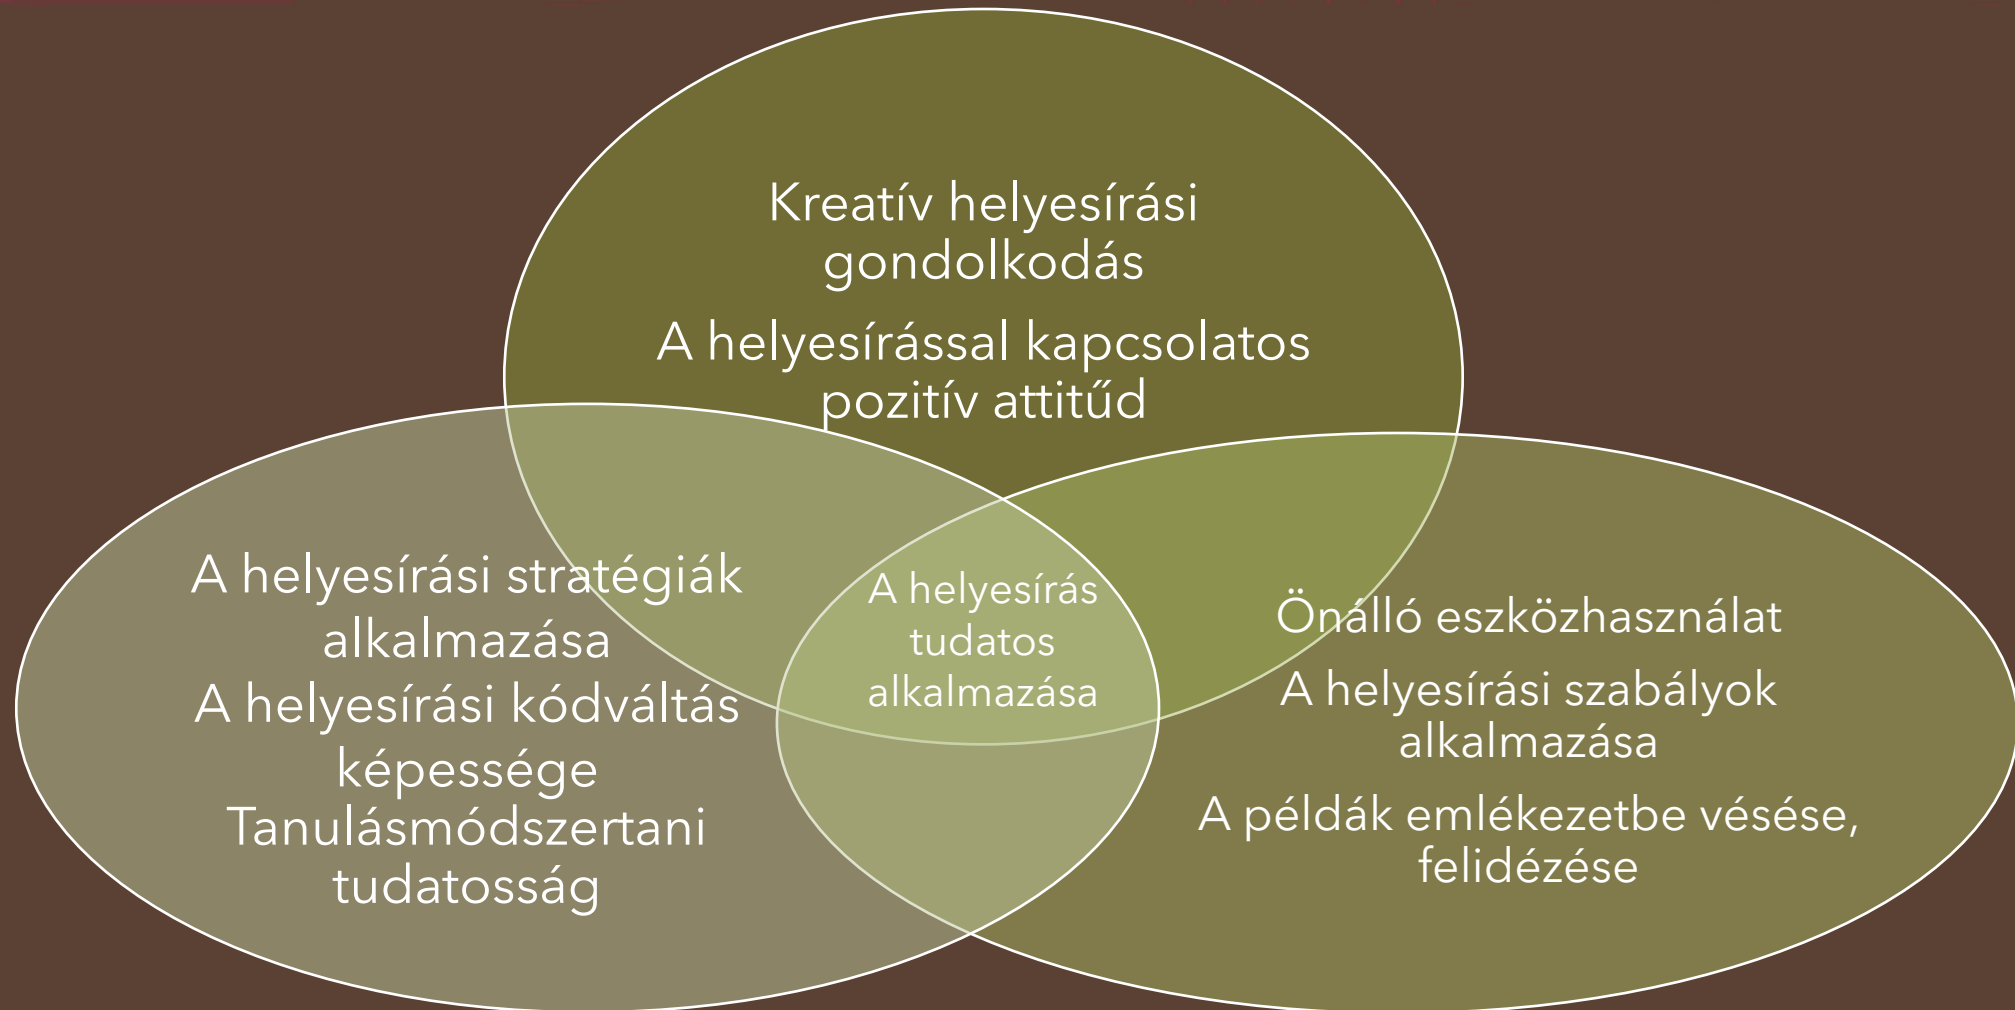 Kreatív helyesírási
gondolkodás
A helyesírással kapcsolatos
pozitív attitűd
A helyesírási stratégiák
alkalmazása
A helyesírási kódváltás
képessége
Tanulásmódszertani
tudatosság
A helyesírás
tudatos
alkalmazása
Önálló eszközhasználat
A helyesírási szabályok
alkalmazása
A példák emlékezetbe vésése,
felidézése